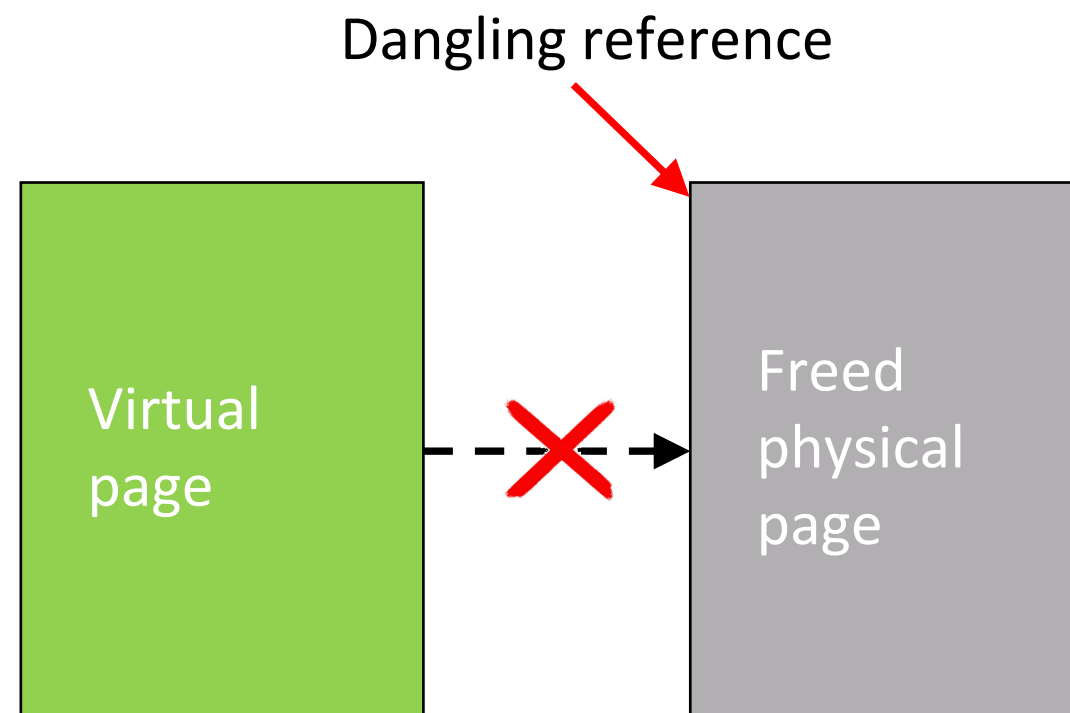 Dangling reference
Virtual
page
Freed
physical
page